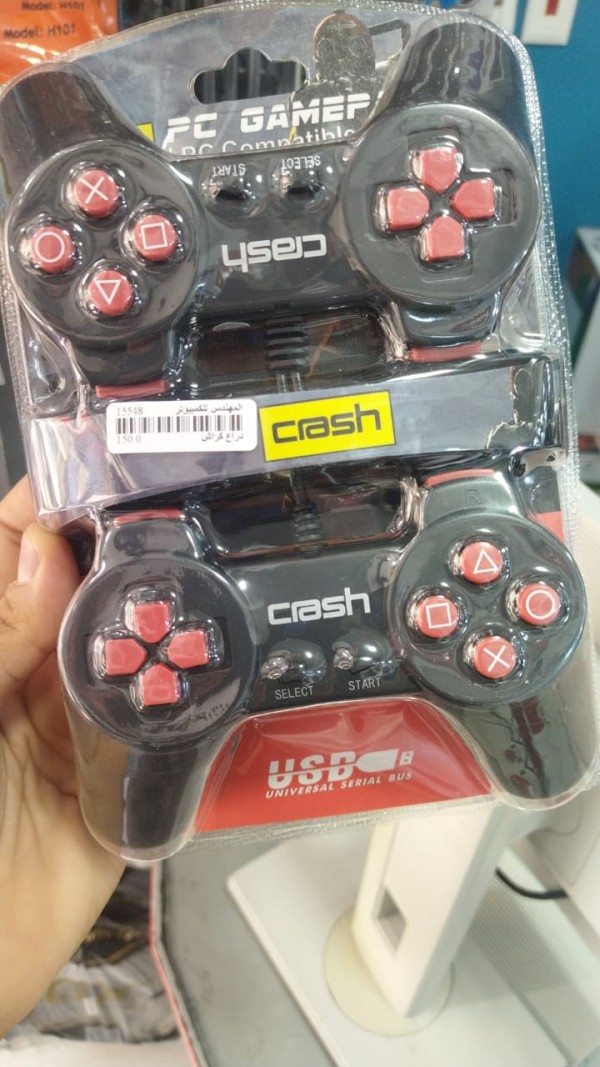 Model: H101
Model: H101
PC GAMEP
PC Compatible
START
SELECT
crash
المهندس للكمبيوتر
15548
دراع كراش
150.0
crash
crash
SELECT
START
USB
UNIVERSAL SERIAL BUS